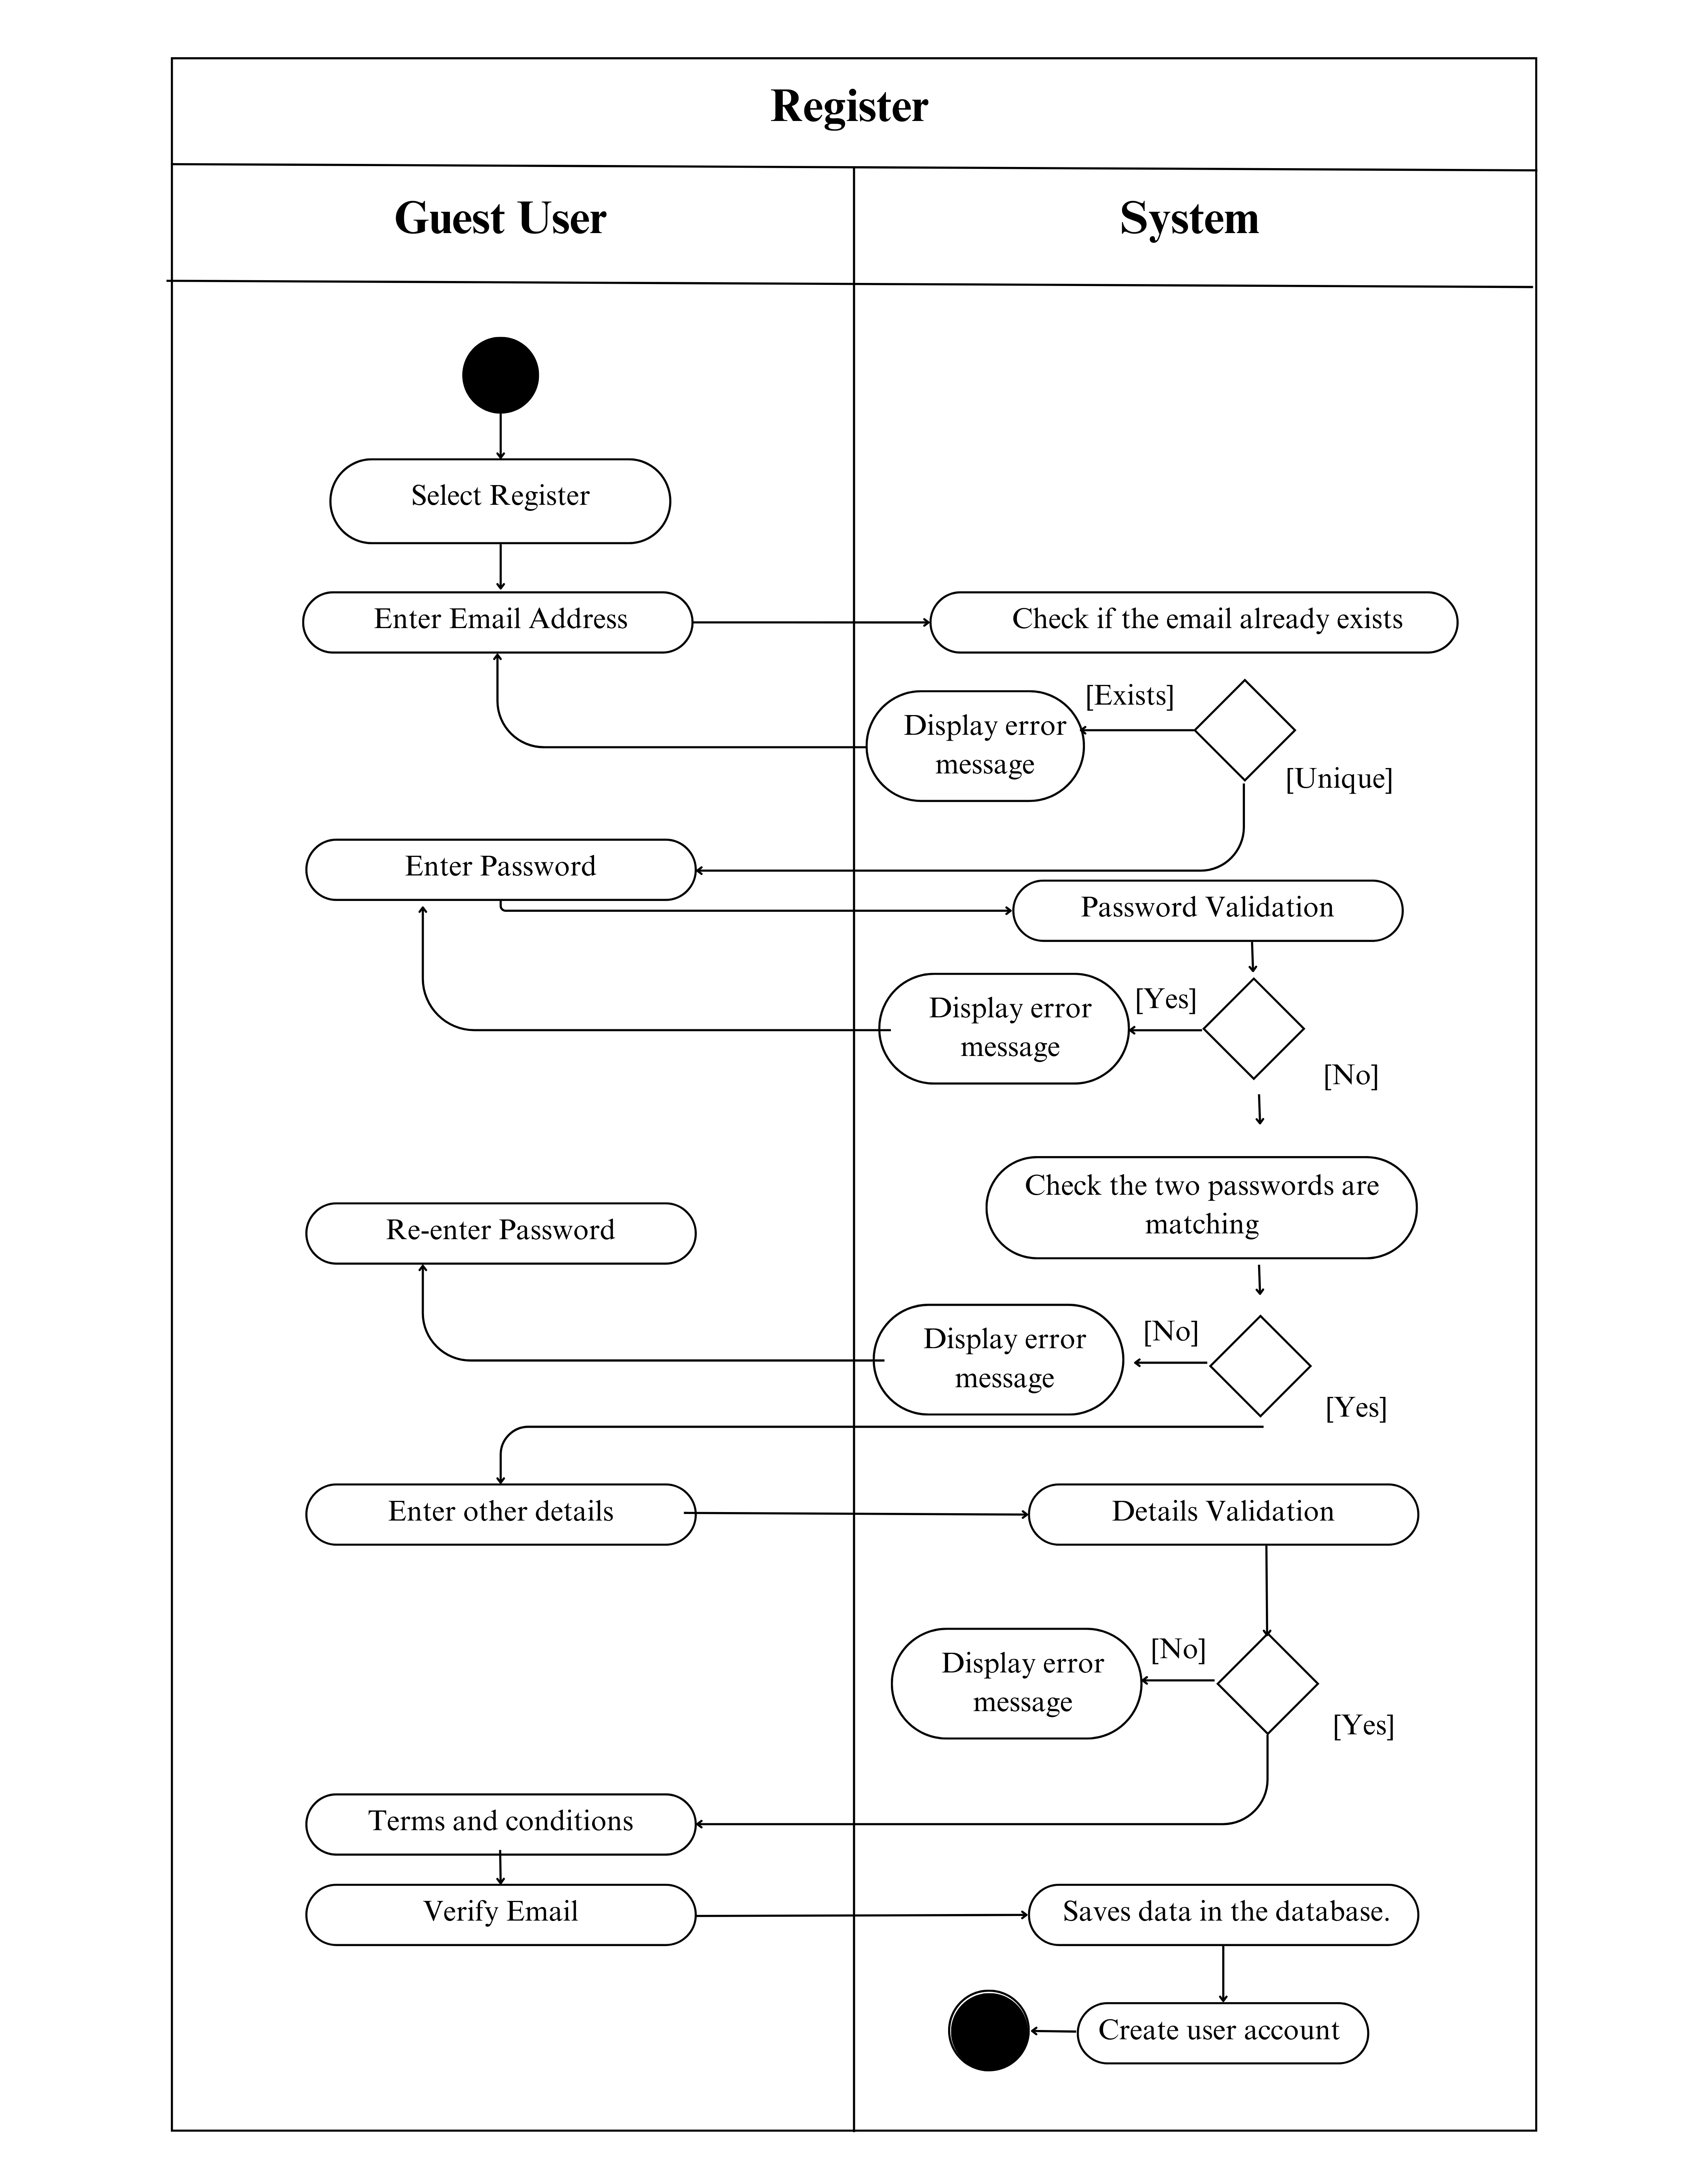 Register
Guest User
System
Select Register
Enter Email Address
Check if the email already exists
[Exists]
Display error
message
[Unique]
Enter Password
Password Validation
[Yes]
Display error
message
[No]
Check the two passwords are
matching
Re-enter Password
[No]
Display error
message
[Yes]
Enter other details
Details Validation
[No]
Display error
message
[Yes]
Terms and conditions
Verify Email
Saves data in the database.
Create user account